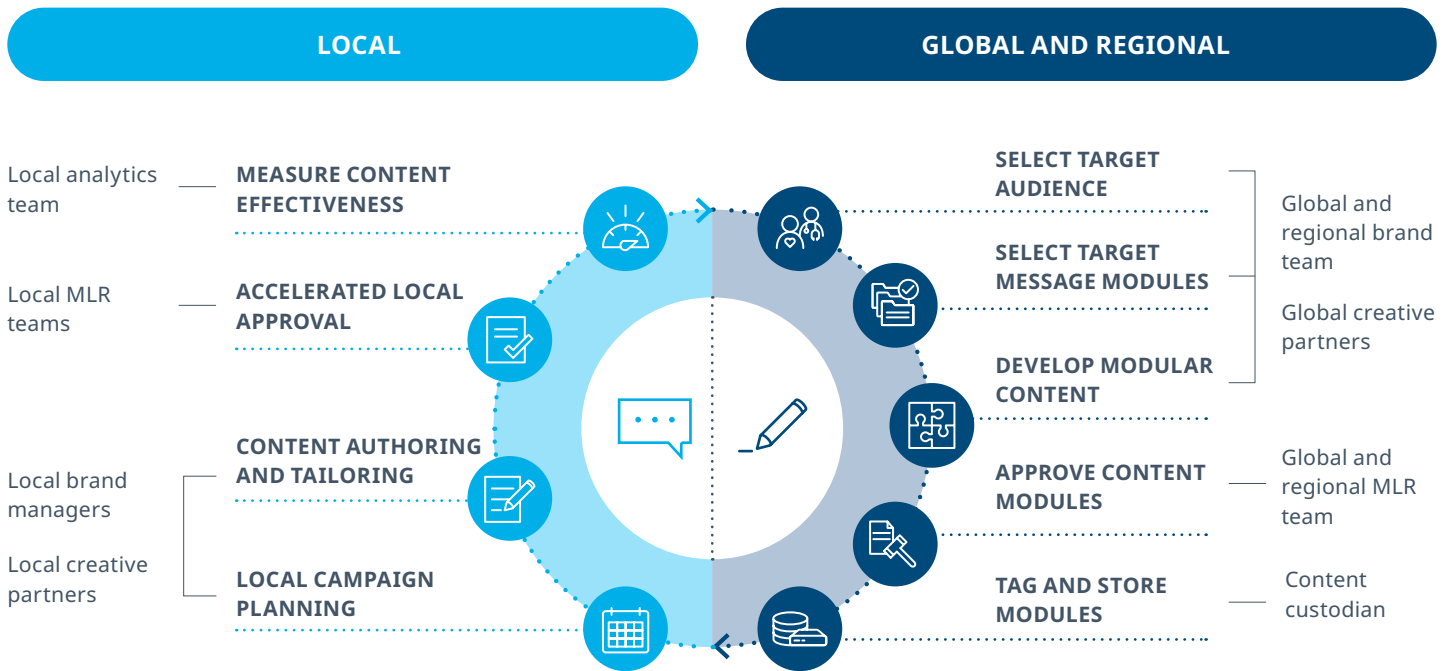 LOCAL
GLOBAL AND REGIONAL
Local analytics
team
MEASURE CONTENT
EFFECTIVENESS
Local MLR
teams
ACCELERATED LOCAL
APPROVAL
Local brand
managers
Local creative
partners
CONTENT AUTHORING
AND TAILORING
LOCAL CAMPAIGN
PLANNING
SELECT TARGET
AUDIENCE
SELECT TARGET
MESSAGE MODULES
DEVELOP MODULAR
CONTENT
Global and
regional brand
team
Global creative
partners
APPROVE CONTENT
MODULES
Global and
regional MLR
team
TAG AND STORE
MODULES
Content
custodian